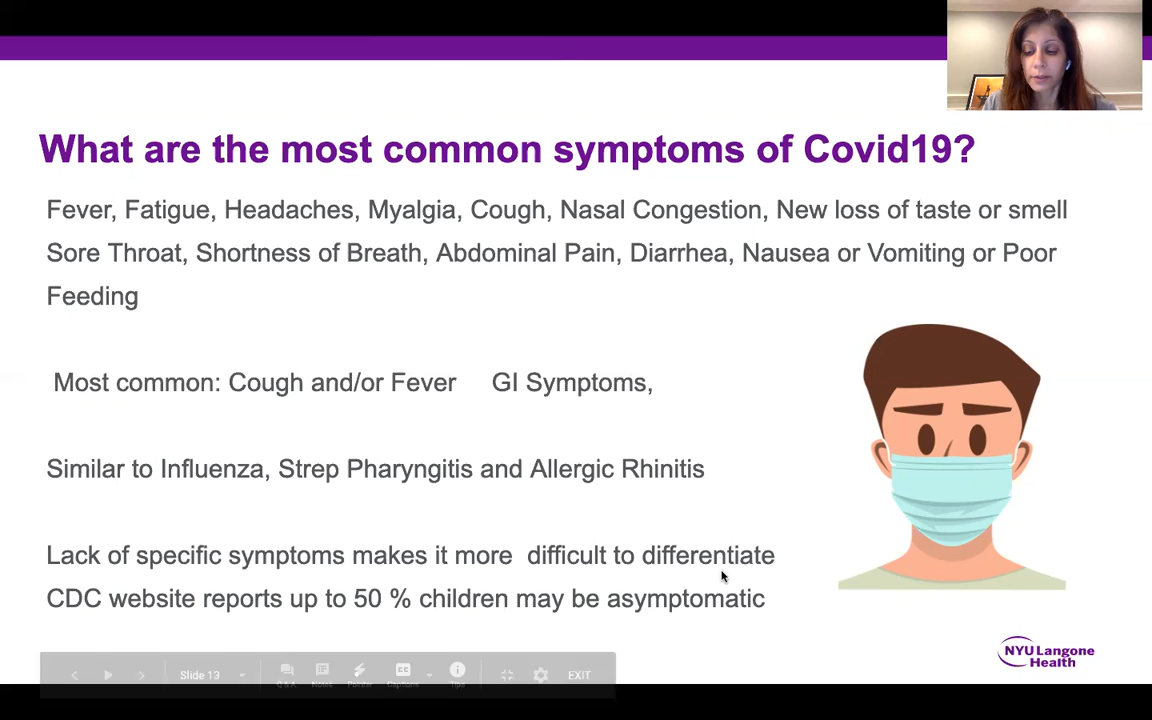 What are the most common symptoms of Covid19?
Fever, Fatigue, Headaches, Myalgia, Cough, Nasal Congestion, New loss of taste or smell
Sore Throat, Shortness of Breath, Abdominal Pain, Diarrhea, Nausea or Vomiting or Poor
Feeding
Most common: Cough and/or Fever GI Symptoms,
Similar to Influenza, Strep Pharyngitis and Allergic Rhinitis
Lack of specific symptoms makes it more difficult to differentiate
CDC website reports up to 50 % children may be asymptomatic
NYU Langone
Health
Slide 13
Q & A Notes Pointer Captions Tips
EXIT